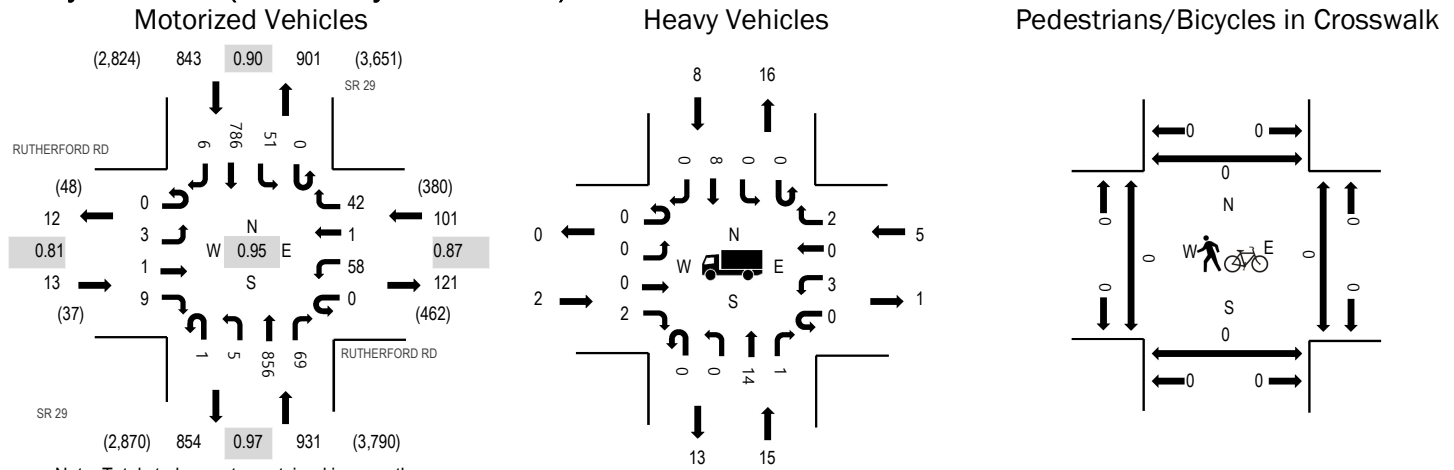 Motorized Vehicles
(2,824) 843 0.90 901 (3,651)
SR 29
6 786 51 0
RUTHERFORD RD
(48) (380)
0 42
12 101
3 N 1
0.81 W 0.95 E 0.87
1 S 58
13 121
9 0
(37) (462)
1 5 856 69
RUTHERFORD RD
SR 29
(2,870) 854 0.97 931 (3,790)
Heavy Vehicles
8 16
0 8 0 0
0 2
0 5
0 N 0
W E
0 S 3
2 1
2 0
0 0 14 1
13 15
Pedestrians/Bicycles in Crosswalk
0 0
0
N
0 0
0 W E 0
S
0 0
0
0 0